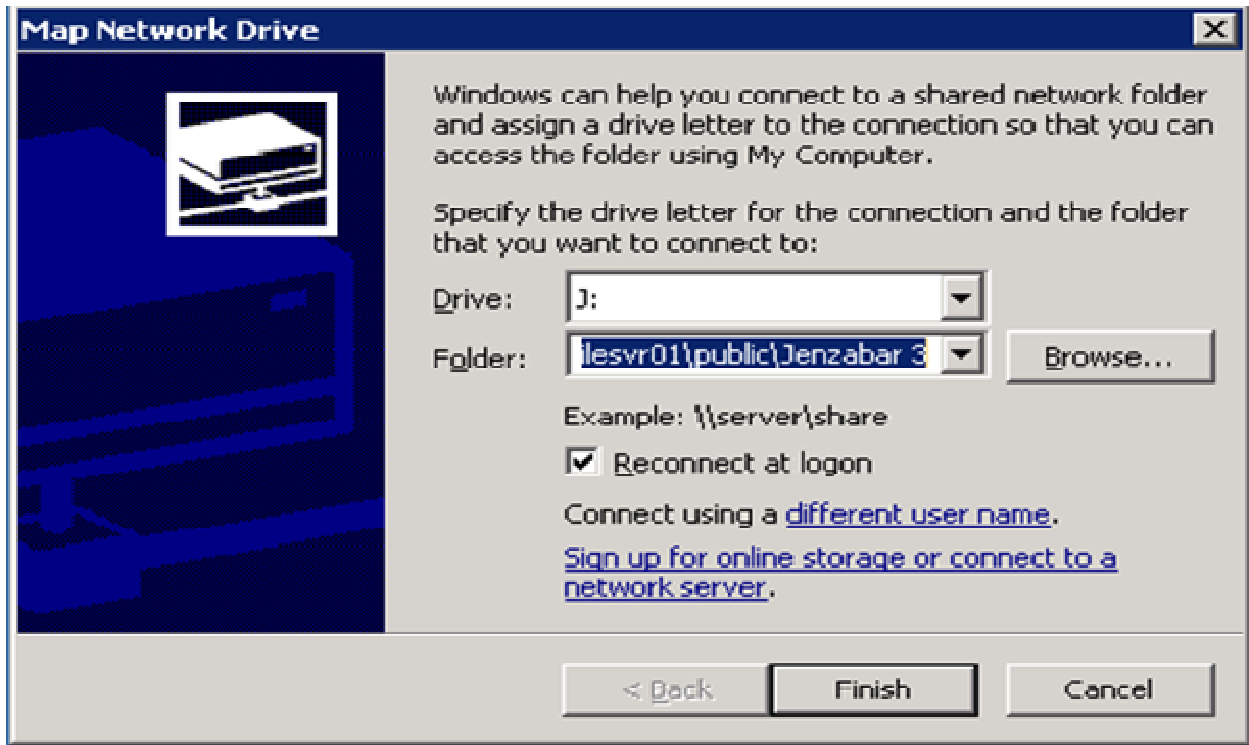 Map Network Drive
Windows can help you connect to a shared network folder
and assign a drive letter to the connection so that you can
access the folder using My Computer.
Specify the drive letter for the connection and the folder
that you want to connect to:
Drive: J:
Folder: ilesvr01\public\Jenzabar 3 Browse...
Example: \\server\share
Reconnect at logon
Connect using a different user name.
Sign up for online storage or connect to a
network server.
< Back Finish Cancel